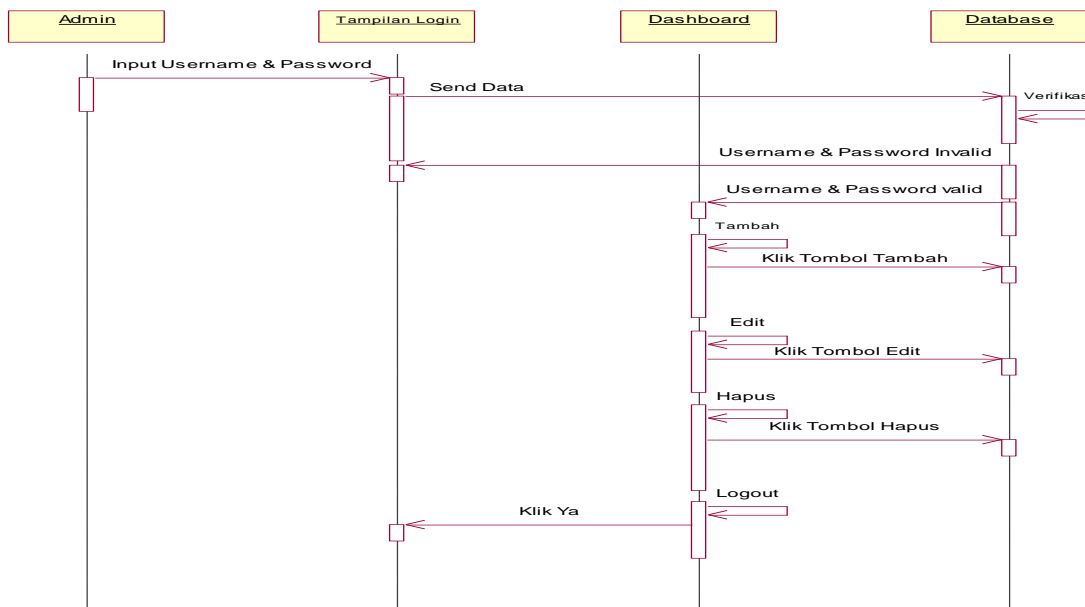 Admin
Tampilan Login
Dashboard
Database
Input Username & Password
Send Data
Verifikas
Username & Password Invalid
Username & Password valid
Tambah
Klik Tombol Tambah
Edit
Klik Tombol Edit
Hapus
Klik Tombol Hapus
Logout
Klik Ya